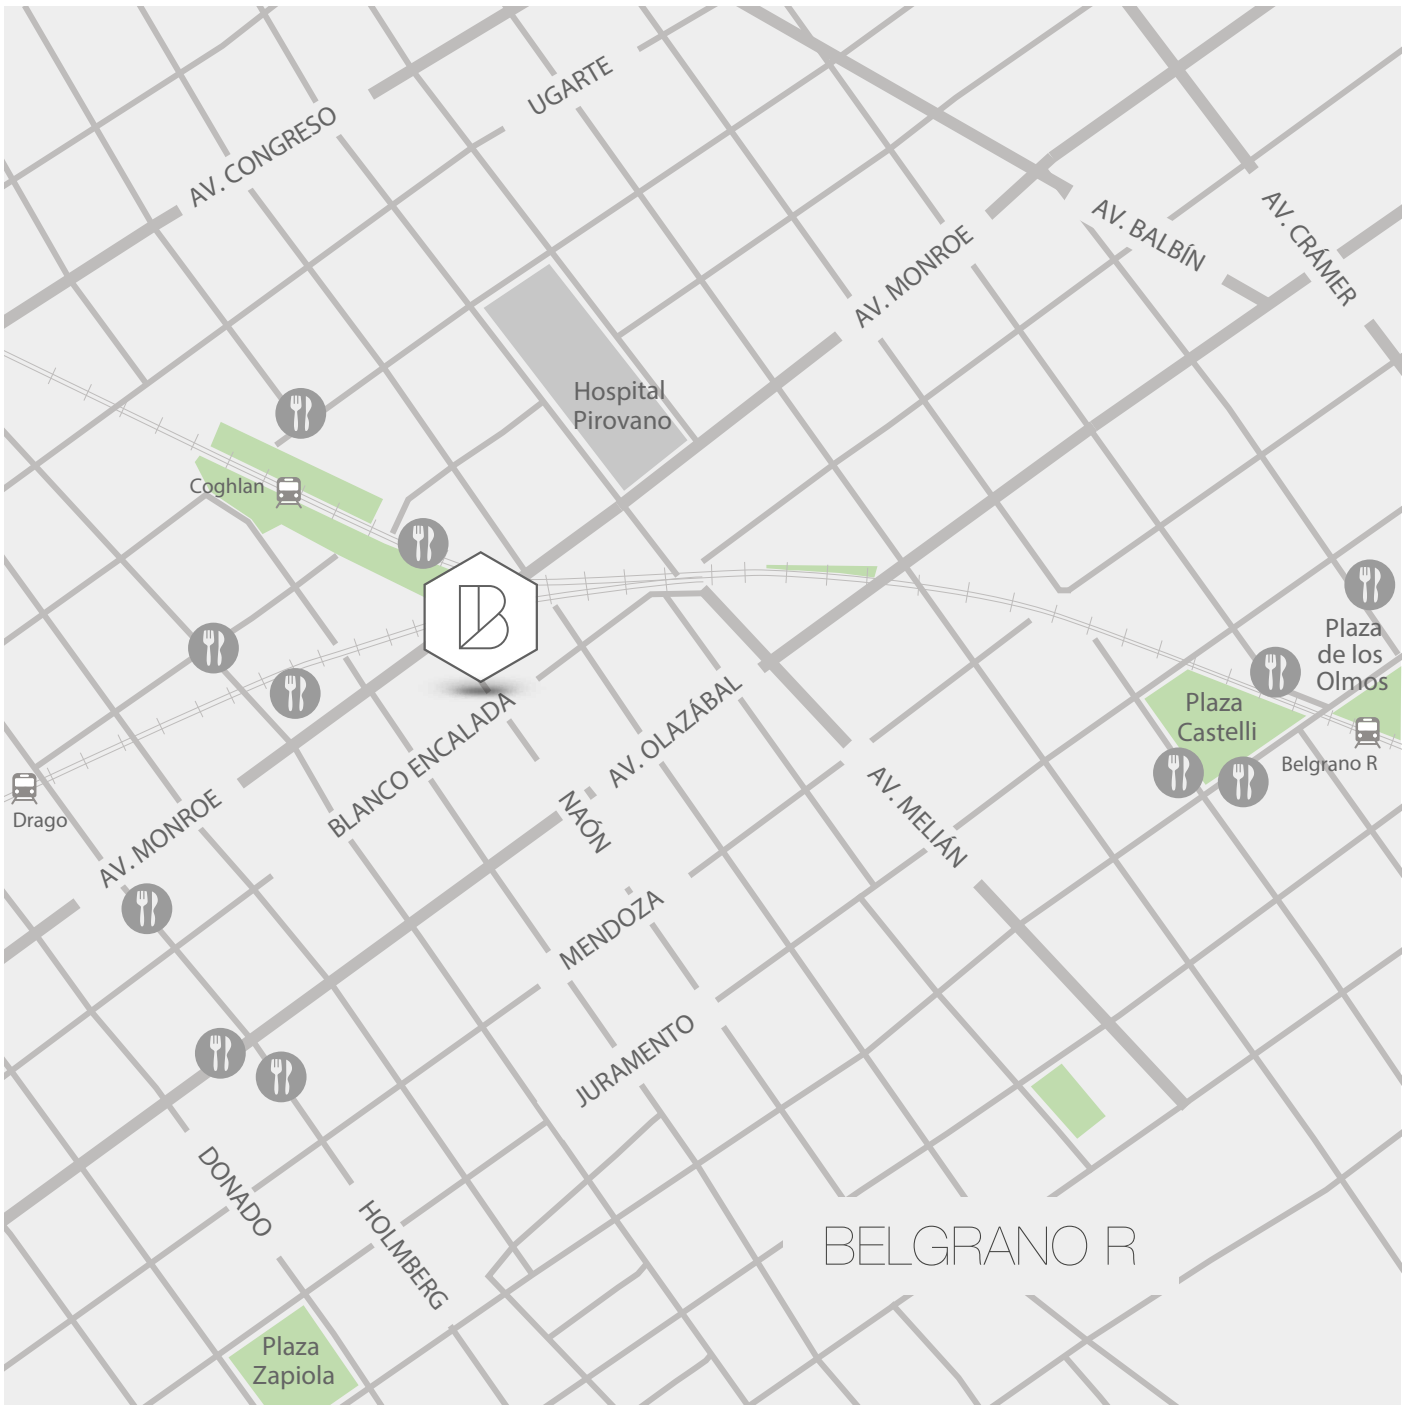 UGARTE
AV. CONGRESO
AV. BALBÍN
AV. CRÁMER
AV. MONROE
Hospital
Pirovano
Coghlan
B
Plaza
de los
Olmos
Plaza
Castelli
Belgrano R
BLANCO ENCALADA
AV. OLAZÁBAL
Drago
AV. MONROE
NAÓN
AV. MELIÁN
MENDOZA
JURAMENTO
DONADO
HOLMBERG
BELGRANO R
Plaza
Zapiola